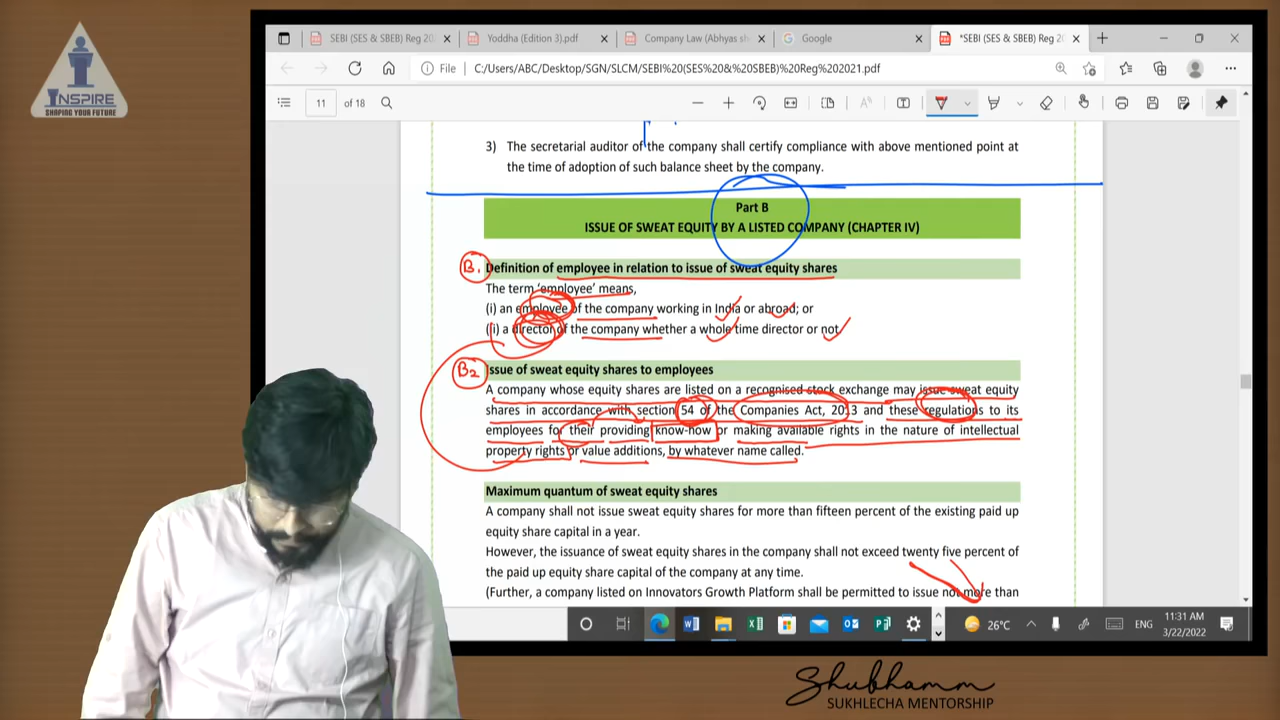 INSPIRE
SHAPING YOUR FUTURE
SEBI (SES & SBEB) Reg 20
Yoddha (Edition 3).pdf
Company Law (Abhyas sh
Google
*SEBI (SES & SBEB) Reg 2
File
C:/Users/ABC/Desktop/SGN/SLCM/SEBI%20(SES%20&%20SBEB)%20Reg%202021.pdf
11 of 18
3) The secretarial auditor of the company shall certify compliance with above mentioned point at
the time of adoption of such balance sheet by the company.
Part B
ISSUE OF SWEAT EQUITY BY A LISTED COMPANY (CHAPTER IV)
B1 Definition of employee in relation to issue of sweat equity shares
The term 'employee' means,
(i) an employee of the company working in India or abroad; or
(ii) a director of the company whether a whole time director or not
B2 Issue of sweat equity shares to employees
A company whose equity shares are listed on a recognised stock exchange may issue sweat equity
shares in accordance with section 54 of the Companies Act, 2013 and these regulations to its
employees for their providing know-how or making available rights in the nature of intellectual
property rights or value additions, by whatever name called.
Maximum quantum of sweat equity shares
A company shall not issue sweat equity shares for more than fifteen percent of the existing paid up
equity share capital in a year.
However, the issuance of sweat equity shares in the company shall not exceed twenty five percent of
the paid up equity share capital of the company at any time.
(Further, a company listed on Innovators Growth Platform shall be permitted to issue not more than
26°C
ENG
11:31 AM
3/22/2022
Shubhamm
SUKHLECHA MENTORSHIP